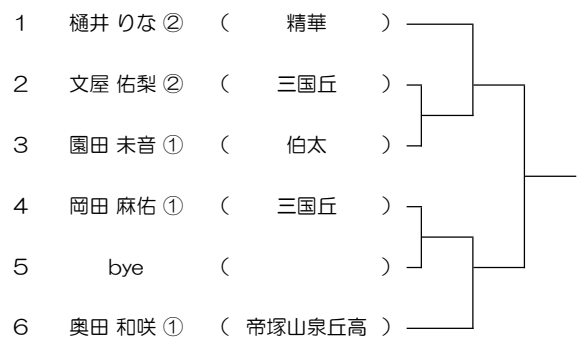 1 樋井 りな ② ( 精華 )
2 文屋 佑梨 ② ( 三国丘 )
3 園田 未音 ① ( 伯太 )
4 岡田 麻佑 ① ( 三国丘 )
5 bye ( )
6 奥田 和咲 ① ( 帝塚山泉丘高 )